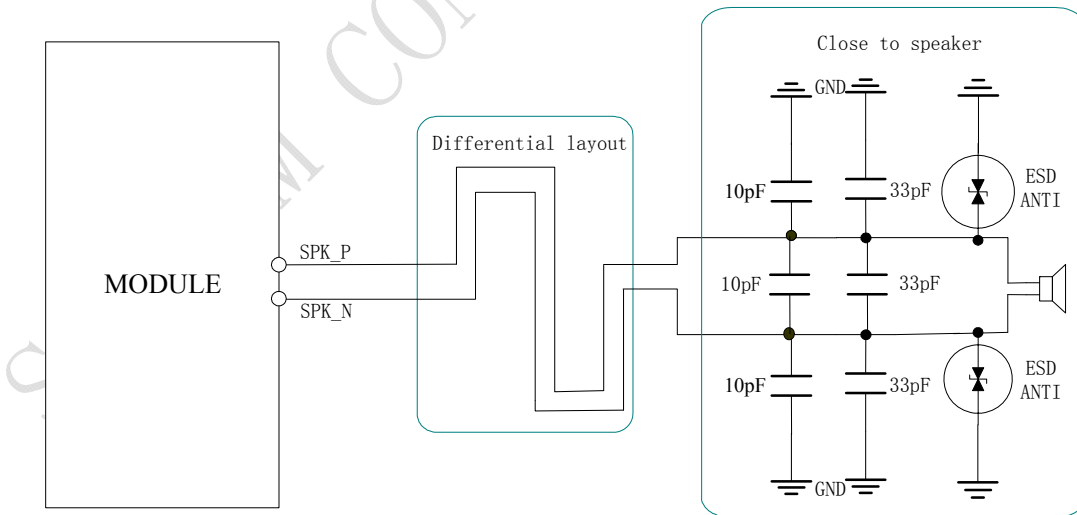 Close to speaker
GND
Differential layout
10pF
33pF
ESD
ANTI
SPK_P
MODULE
10pF
33pF
SPK_N
10pF
33pF
ESD
ANTI
GND